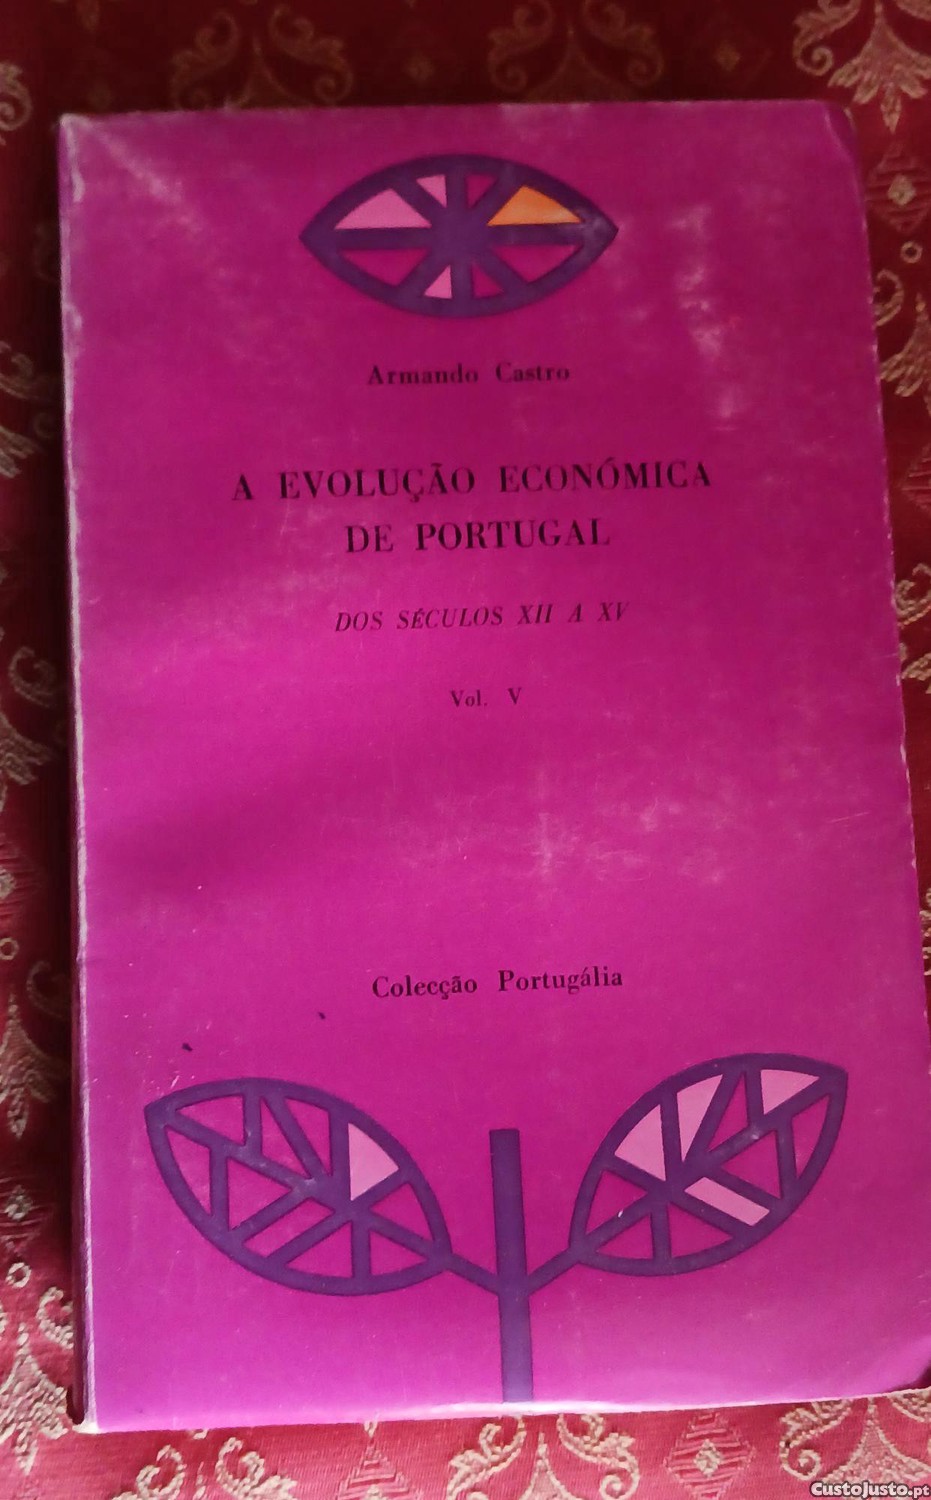 Armando Castro
A EVOLUÇÃO ECONÓMICA
DE PORTUGAL
DOS SÉCULOS XII A XV
Vol. V
Colecção Portugália
CustoJusto.pt